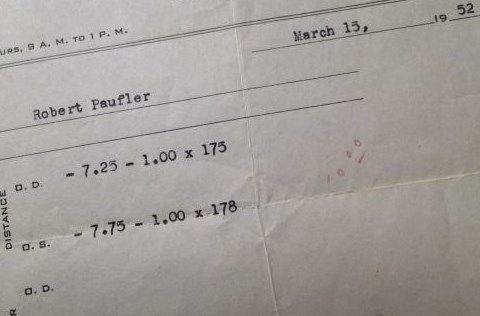 URS, 9 A. M. TO 1 P. M.
March 15, 19 52
Robert Paufler
DISTANCE
O. D. - 7.25 - 1.00 x 175
O. S. - 7.75 - 1.00 x 178
O. D.
R